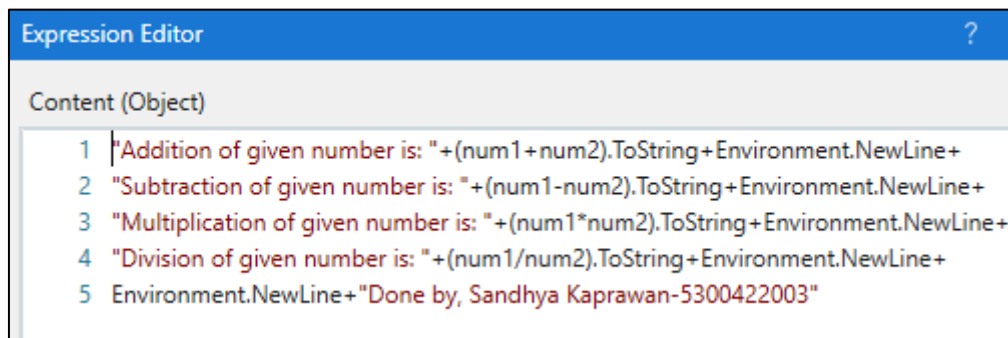 Expression Editor ?
Content (Object)
1 "Addition of given number is: "+(num1+num2).ToString+Environment.NewLine+
2 "Subtraction of given number is: "+(num1-num2).ToString+Environment.NewLine+
3 "Multiplication of given number is: "+(num1*num2).ToString+Environment.NewLine+
4 "Division of given number is: "+(num1/num2).ToString+Environment.NewLine+
5 Environment.NewLine+"Done by, Sandhya Kaprawan-5300422003"